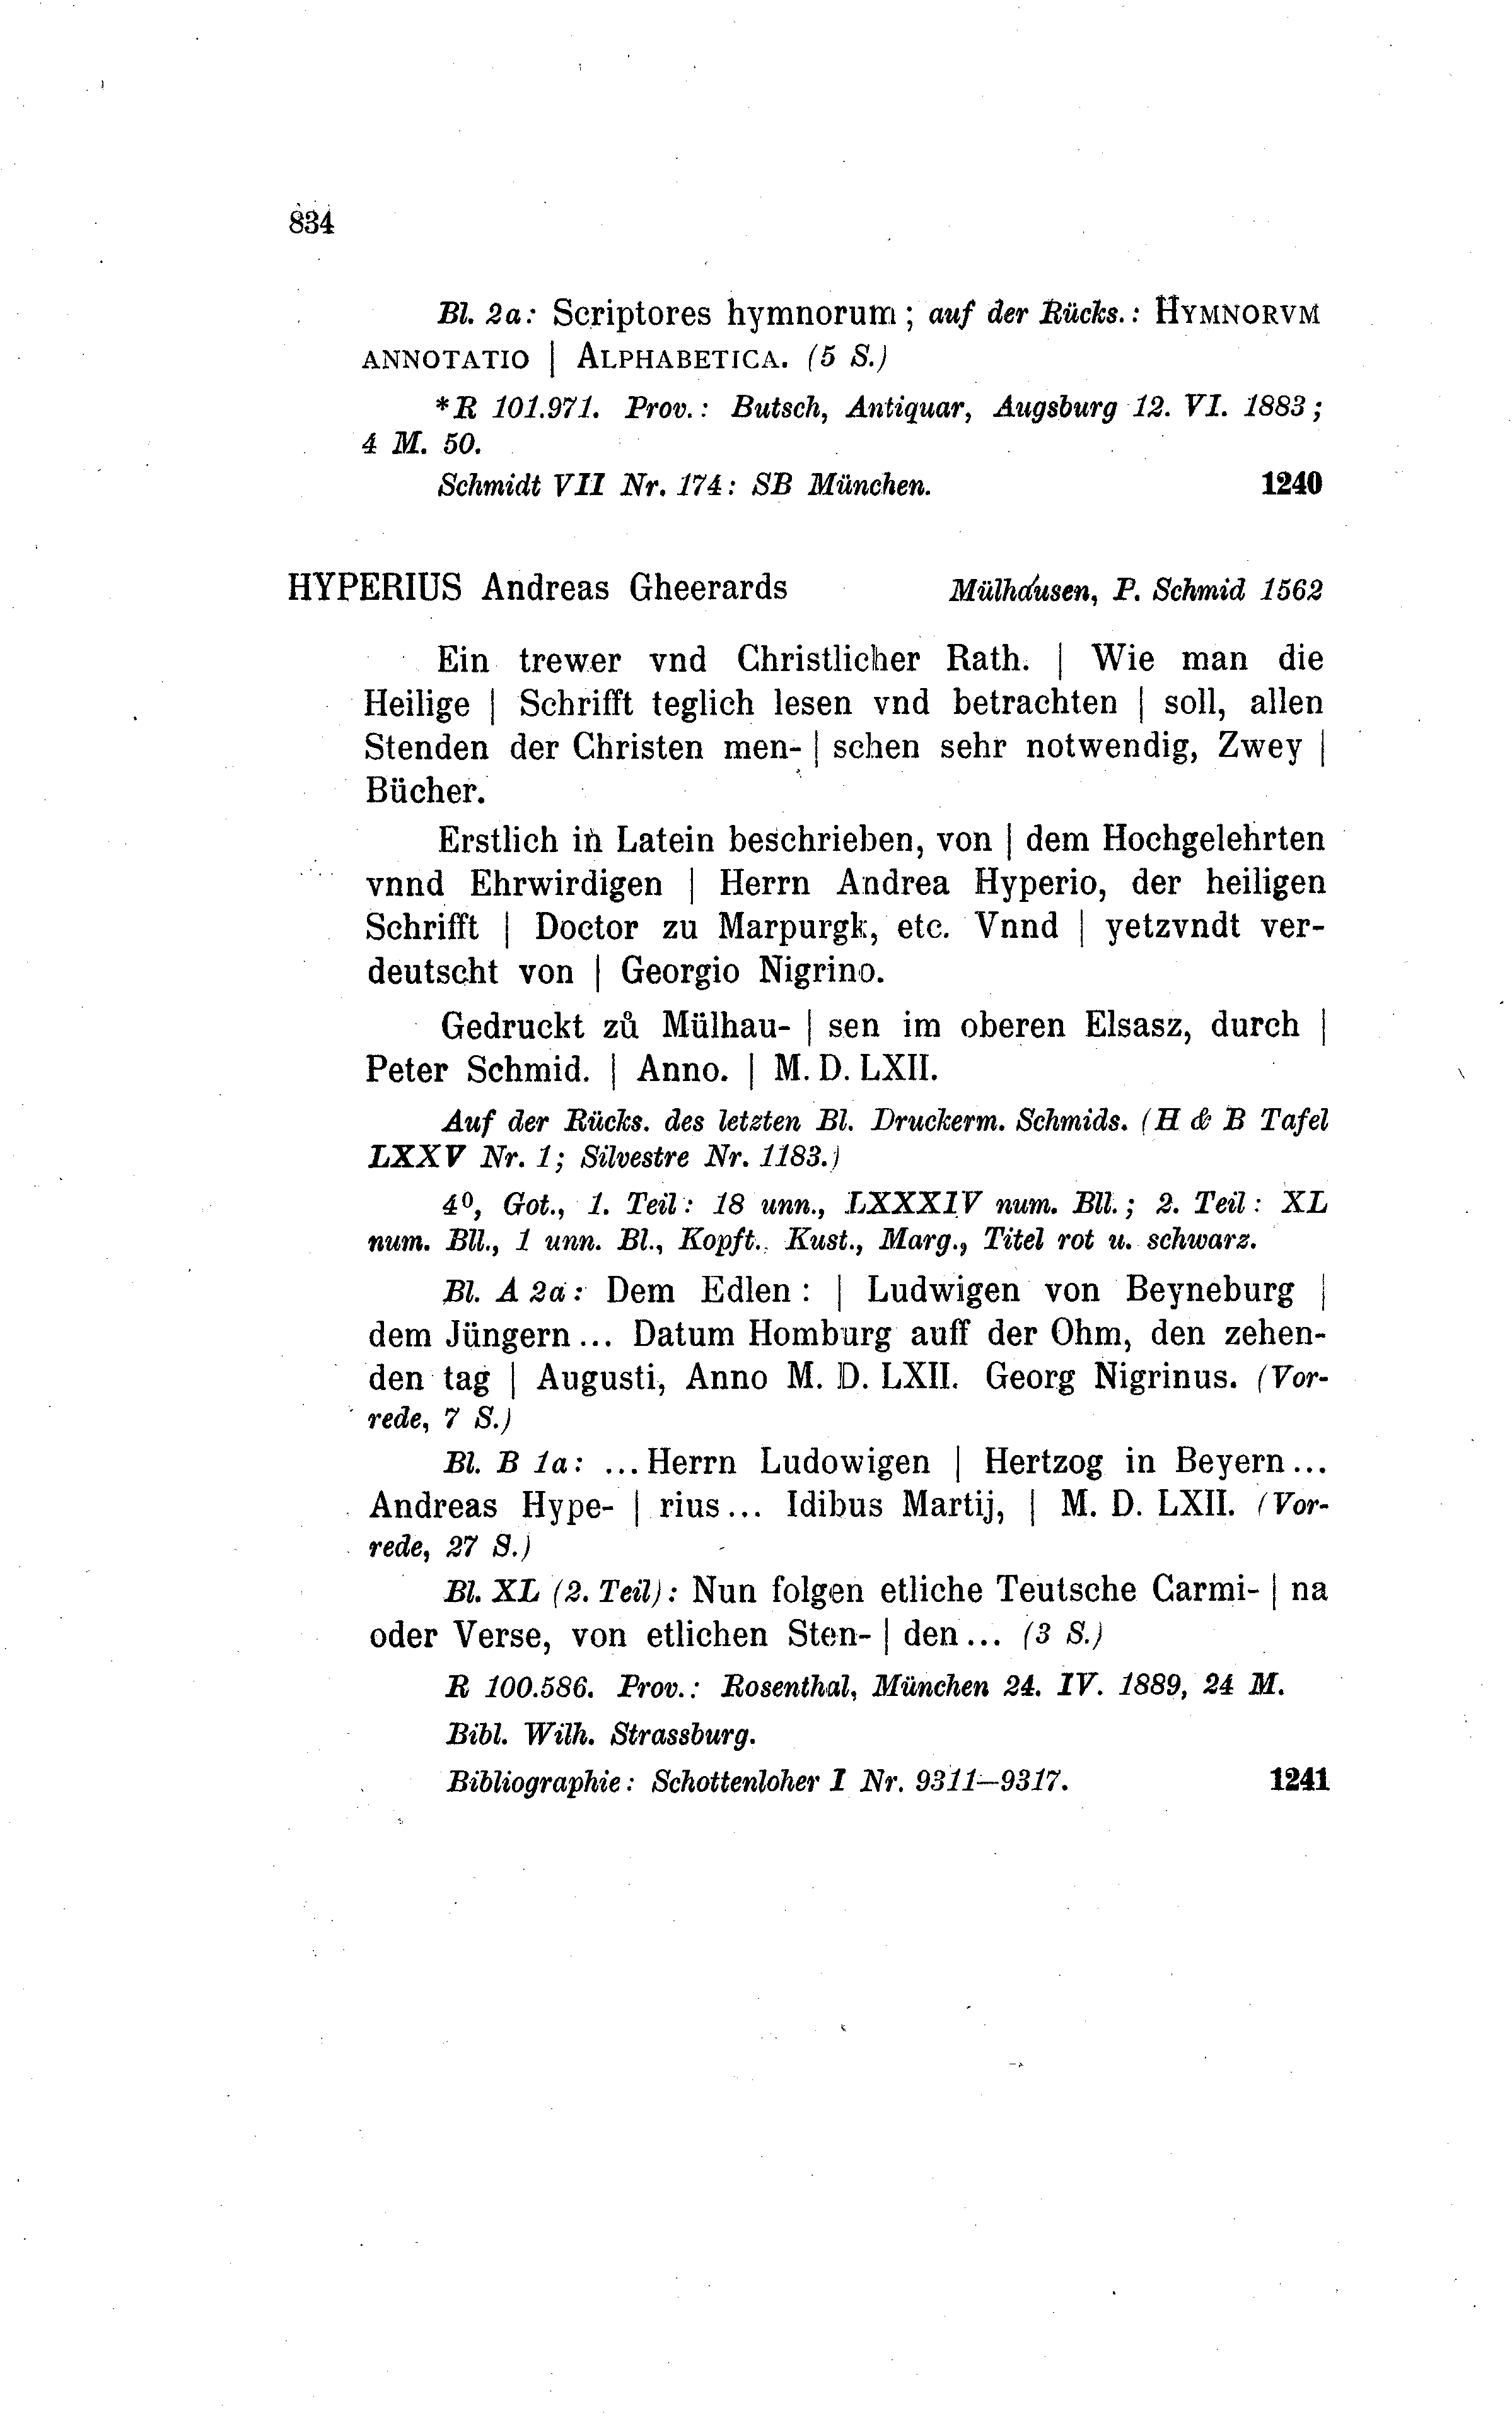 834
Bl. 2a: Scriptores hymnorum; auf der Rücks.: HYMNORVM
ANNOTATIO | ALPHABETICA. (5 S.)
*R 101.971. Prov.: Butsch, Antiquar, Augsburg 12. VI. 1883;
4 M. 50.
Schmidt VII Nr. 174: SB München. 1240
HYPERIUS Andreas Gheerards Mülhausen, P. Schmid 1562
Ein trewer vnd Christlicher Rath. | Wie man die
Heilige | Schrifft teglich lesen vnd betrachten | soll, allen
Stenden der Christen men- | schen sehr notwendig, Zwey |
Bücher.
Erstlich in Latein beschrieben, von | dem Hochgelehrten
vnnd Ehrwirdigen | Herrn Andrea Hyperio, der heiligen
Schrifft | Doctor zu Marpurgk, etc. Vnnd | yetzvndt ver-
deutscht von | Georgio Nigrino.
Gedruckt zů Mülhau- | sen im oberen Elsasz, durch |
Peter Schmid. | Anno. | M. D. LXII.
Auf der Rücks. des letzten Bl. Druckerm. Schmids. (H & B Tafel
LXXV Nr. 1; Silvestre Nr. 1183.)
4⁰, Got., 1. Teil: 18 unn., LXXXIV num. Bll.; 2. Teil: XL
num. Bll., 1 unn. Bl., Kopft., Kust., Marg., Titel rot u. schwarz.
Bl. A 2a: Dem Edlen: | Ludwigen von Beyneburg |
dem Jüngern... Datum Homburg auff der Ohm, den zehen-
den tag | Augusti, Anno M. D. LXII. Georg Nigrinus. (Vor-
rede, 7 S.)
Bl. B 1a: ...Herrn Ludowigen | Hertzog in Beyern...
Andreas Hype- | rius... Idibus Martij, | M. D. LXII. (Vor-
rede, 27 S.)
Bl. XL (2. Teil): Nun folgen etliche Teutsche Carmi- | na
oder Verse, von etlichen Sten- | den... (3 S.)
R 100.586. Prov.: Rosenthal, München 24. IV. 1889, 24 M.
Bibl. Wilh. Strassburg.
Bibliographie: Schottenloher I Nr. 9311—9317. 1241